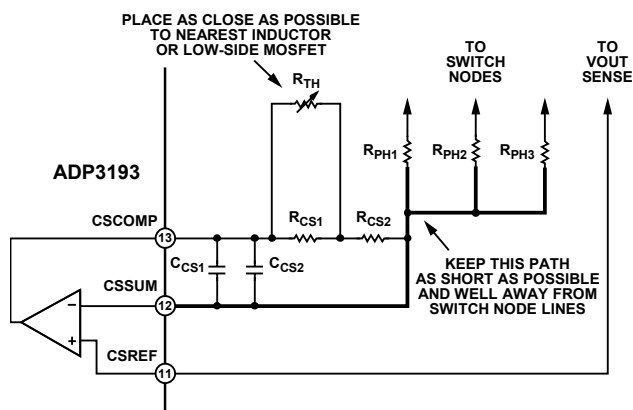 PLACE AS CLOSE AS POSSIBLE
TO NEAREST INDUCTOR
OR LOW-SIDE MOSFET
TO
SWITCH
NODES
TO
VOUT
SENSE
RTH
RPH1
RPH2
RPH3
ADP3193
CSCOMP
13
RCS1
RCS2
CCS1
CCS2
KEEP THIS PATH
AS SHORT AS POSSIBLE
AND WELL AWAY FROM
SWITCH NODE LINES
CSSUM
12
–
+
CSREF
11